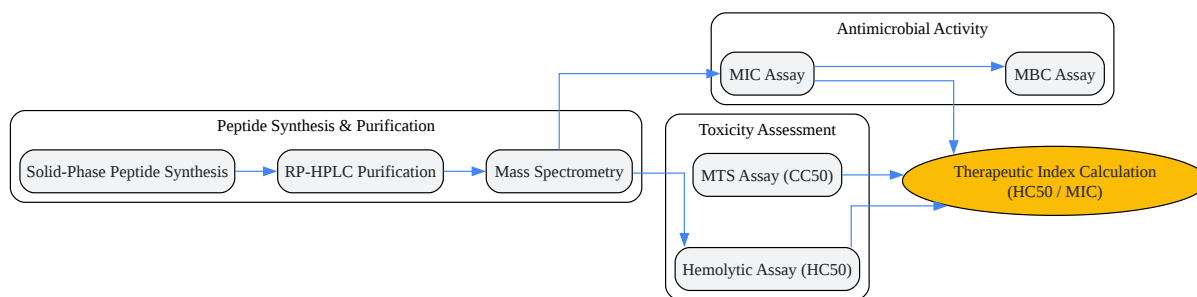 Antimicrobial Activity
MIC Assay
MBC Assay
Peptide Synthesis & Purification
Solid-Phase Peptide Synthesis
RP-HPLC Purification
Mass Spectrometry
Toxicity Assessment
MTS Assay (CC50)
Hemolytic Assay (HC50)
Therapeutic Index Calculation
(HC50 / MIC)